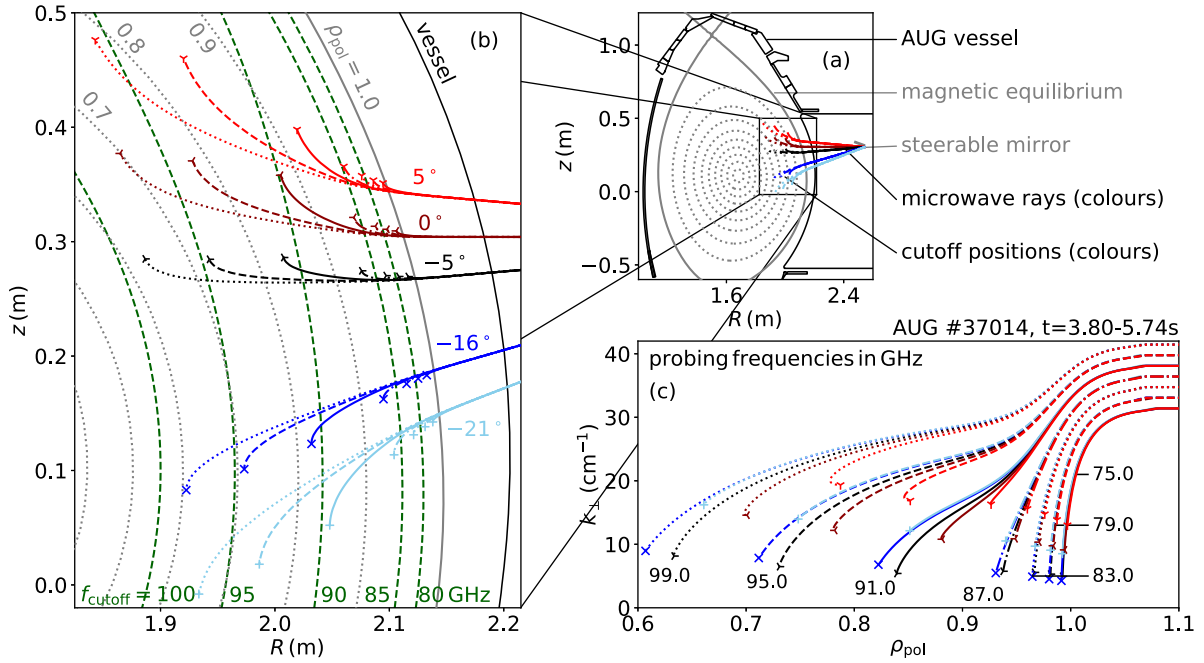 (b)
0.5
0.4
0.3
0.2
0.1
0.0
z (m)
0.7
0.8
0.9
ρpol = 1.0
vessel
5°
0°
−5°
−16°
−21°
fcutoff = 100
95
90
85
80 GHz
1.9
2.0
2.1
2.2
R (m)
(a)
1.0
0.5
0.0
−0.5
z (m)
1.6
2.4
R (m)
AUG vessel
magnetic equilibrium
steerable mirror
microwave rays (colours)
cutoff positions (colours)
AUG #37014, t=3.80-5.74s
probing frequencies in GHz
(c)
40
30
20
10
0
k⊥ (cm−1)
75.0
79.0
83.0
87.0
91.0
95.0
99.0
0.6
0.7
0.8
0.9
1.0
1.1
ρpol